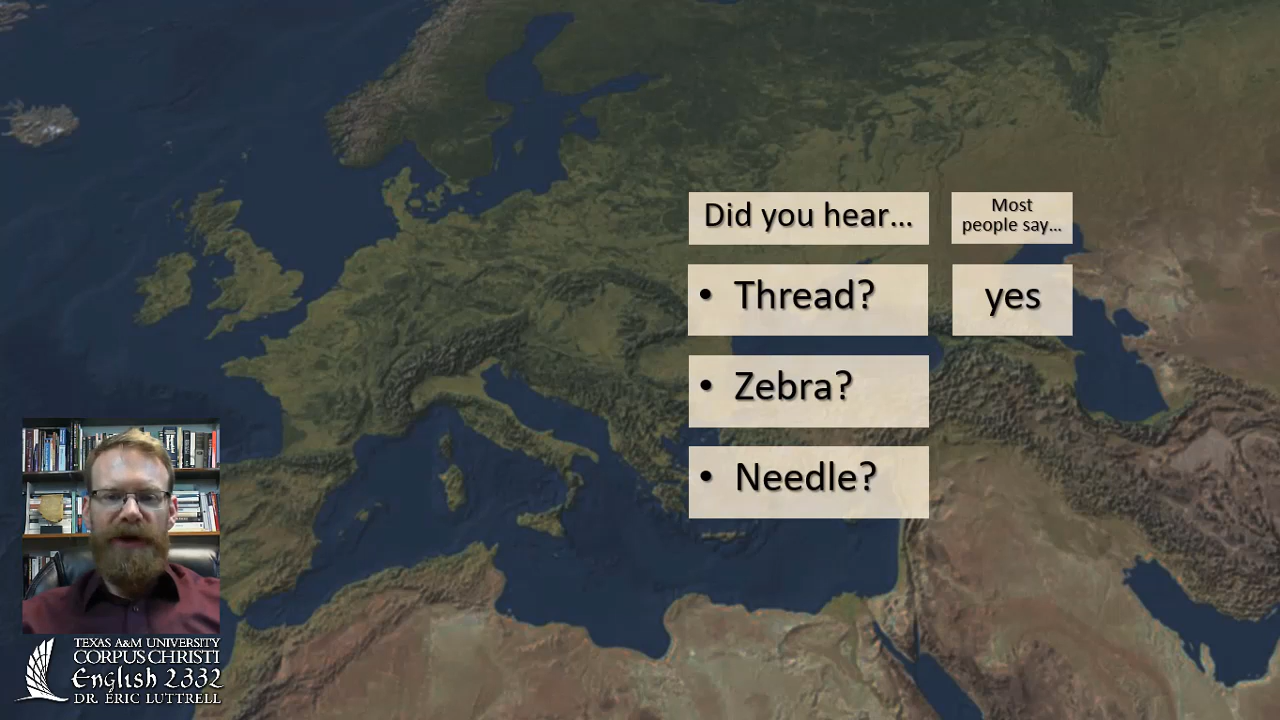 Did you hear...
Most
people say...
• Thread?
yes
• Zebra?
• Needle?
TEXAS A&M UNIVERSITY
CORPUS CHRISTI
English 2332
DR. ERIC LUTTRELL